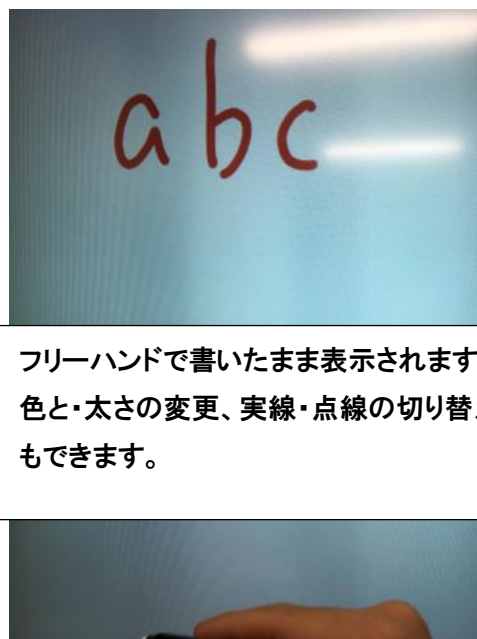 abc
フリーハンドで書いたまま表示されます
色と・太さの変更、実線・点線の切り替
もできます。